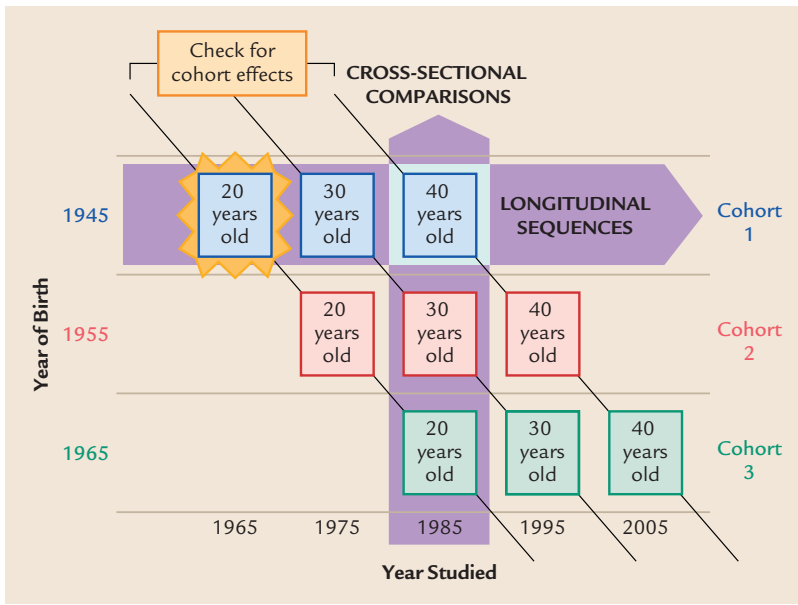 Check for
cohort effects
CROSS-SECTIONAL
COMPARISONS
Year of Birth
1945
20
years
old
30
years
old
40
years
old
LONGITUDINAL
SEQUENCES
Cohort
1
1955
20
years
old
30
years
old
40
years
old
Cohort
2
1965
20
years
old
30
years
old
40
years
old
Cohort
3
1965
1975
1985
1995
2005
Year Studied